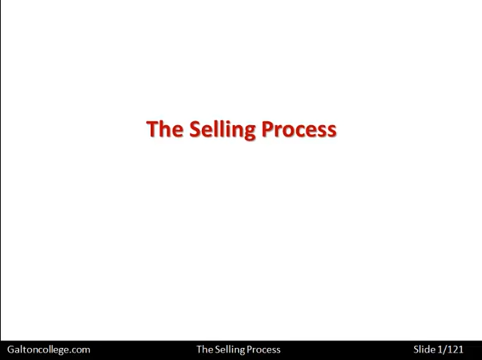 The Selling Process
Galtoncollege.com
The Selling Process
Slide 1/121